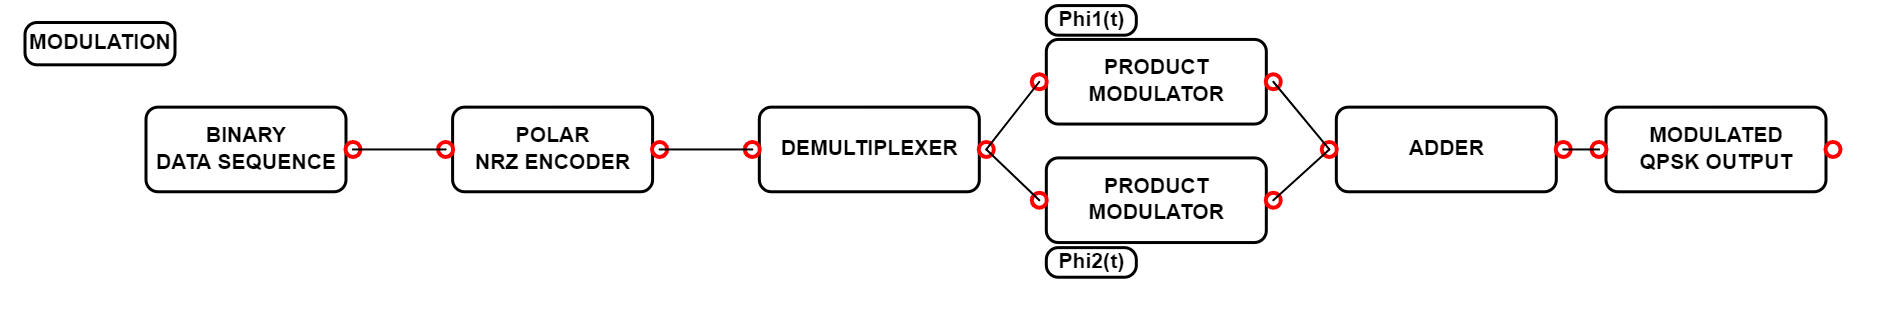 MODULATION
BINARY
DATA SEQUENCE
POLAR
NRZ ENCODER
DEMULTIPLEXER
Phi1(t)
PRODUCT
MODULATOR
PRODUCT
MODULATOR
Phi2(t)
ADDER
MODULATED
QPSK OUTPUT